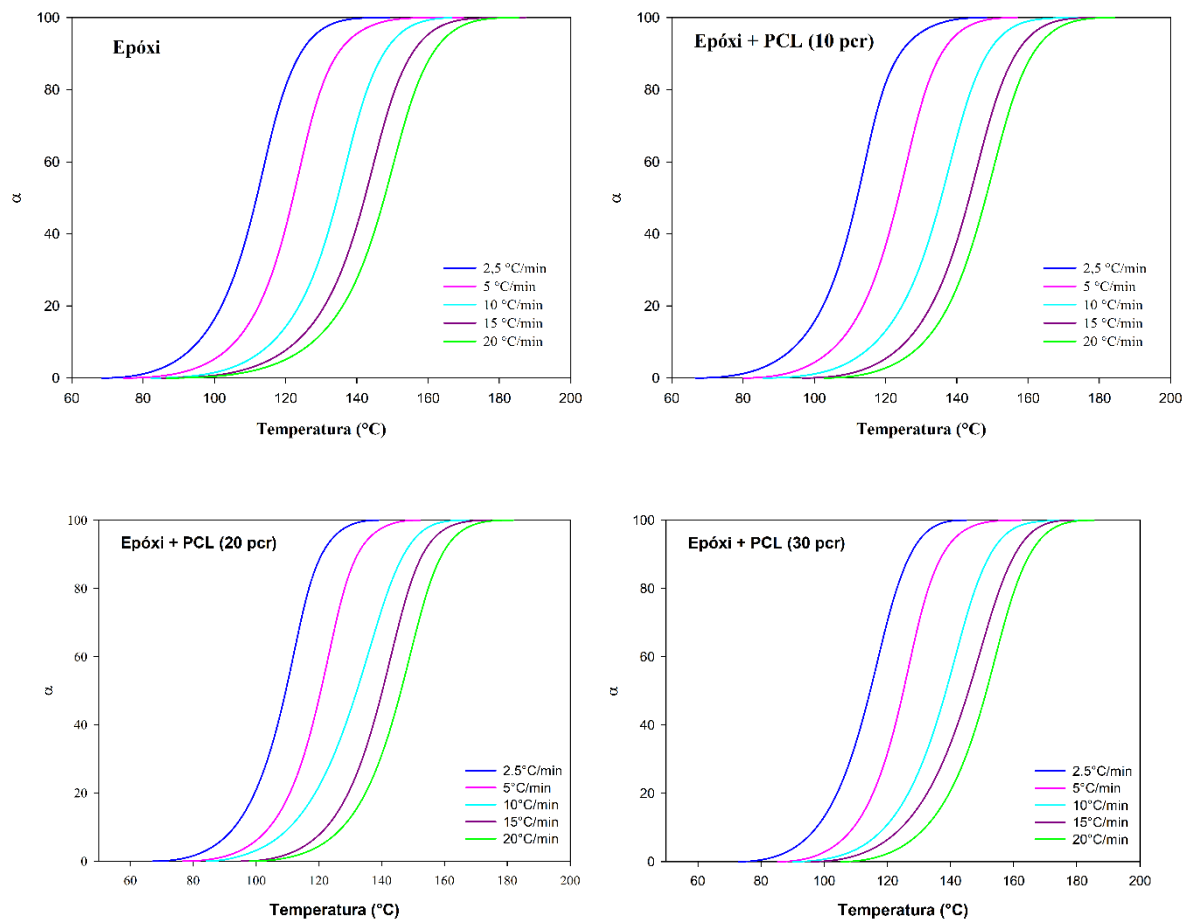 100
80
60
40
20
0
α
Epóxi
2,5 °C/min
5 °C/min
10 °C/min
15 °C/min
20 °C/min
60 80 100 120 140 160 180 200
Temperatura (°C)
100
80
60
40
20
0
α
Epóxi + PCL (10 pcr)
2,5 °C/min
5 °C/min
10 °C/min
15 °C/min
20 °C/min
60 80 100 120 140 160 180 200
Temperatura (°C)
100
80
60
40
20
0
α
Epóxi + PCL (20 pcr)
2.5°C/min
5°C/min
10°C/min
15°C/min
20°C/min
60 80 100 120 140 160 180 200
Temperatura (°C)
100
80
60
40
20
0
α
Epóxi + PCL (30 pcr)
2.5°C/min
5°C/min
10°C/min
15°C/min
20°C/min
60 80 100 120 140 160 180 200
Temperatura (°C)